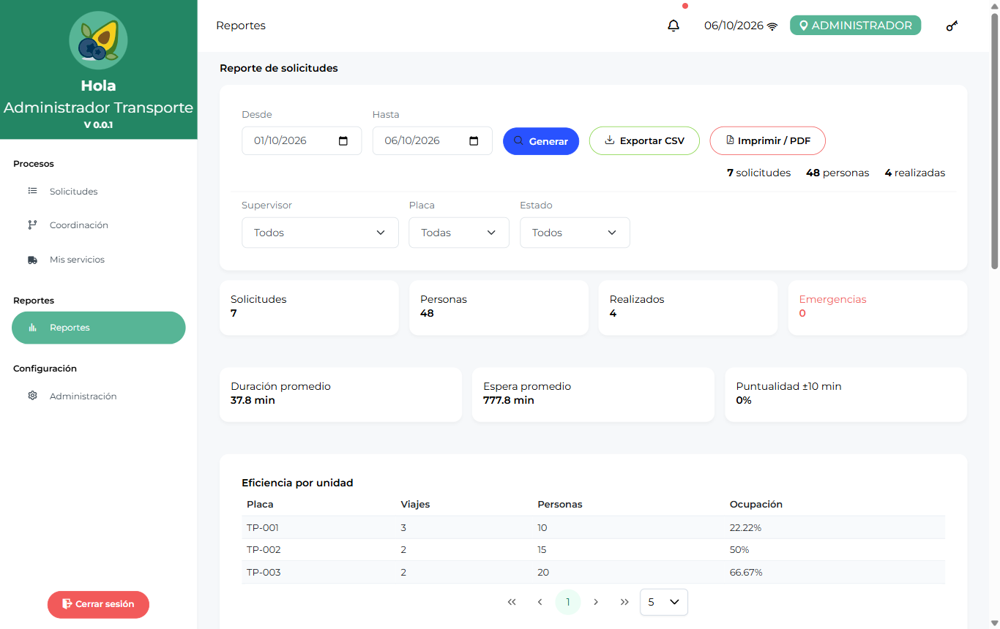 Hola
Administrador Transporte
V 0.0.1
Procesos
Solicitudes
Coordinación
Mis servicios
Reportes
Reportes
Configuración
Administración
Cerrar sesión
Reportes
06/10/2026
ADMINISTRADOR
Reporte de solicitudes
Desde
Hasta
01/10/2026
06/10/2026
Generar
Exportar CSV
Imprimir / PDF
7 solicitudes 48 personas 4 realizadas
Supervisor
Placa
Estado
Todos
Todas
Todos
Solicitudes
7
Personas
48
Realizados
4
Emergencias
0
Duración promedio
37.8 min
Espera promedio
777.8 min
Puntualidad ±10 min
0%
Eficiencia por unidad
Placa Viajes Personas Ocupación
TP-001 3 10 22.22%
TP-002 2 15 50%
TP-003 2 20 66.67%
« ‹ 1 › » 5